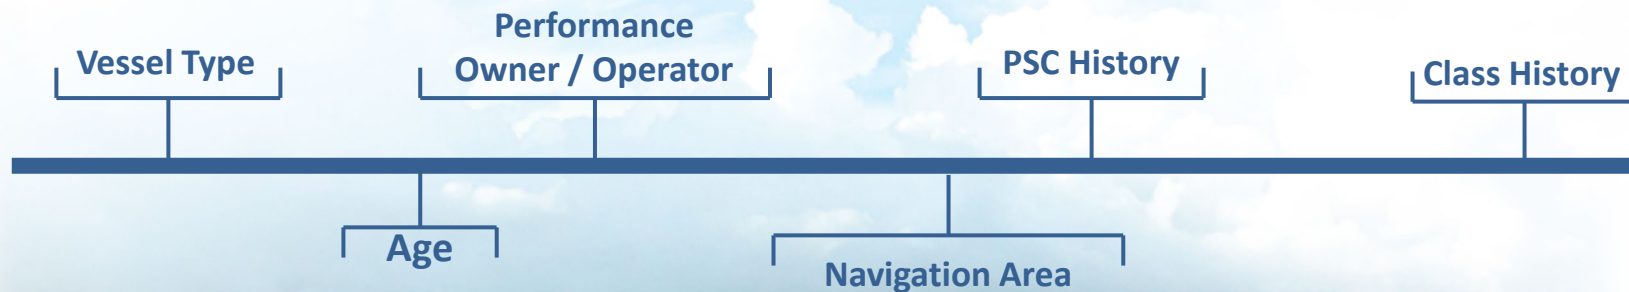 Vessel Type
Performance
Owner / Operator
PSC History
Class History
Age
Navigation Area